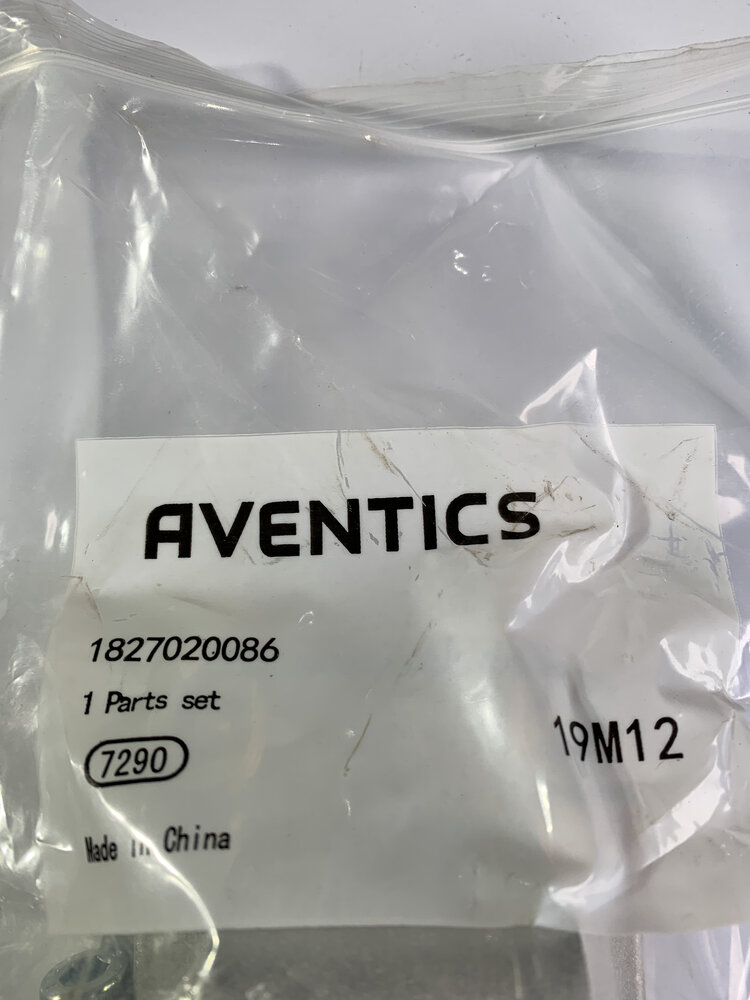 AVENTICS
1827020086
1 Parts set
7290
19M12
Made in China